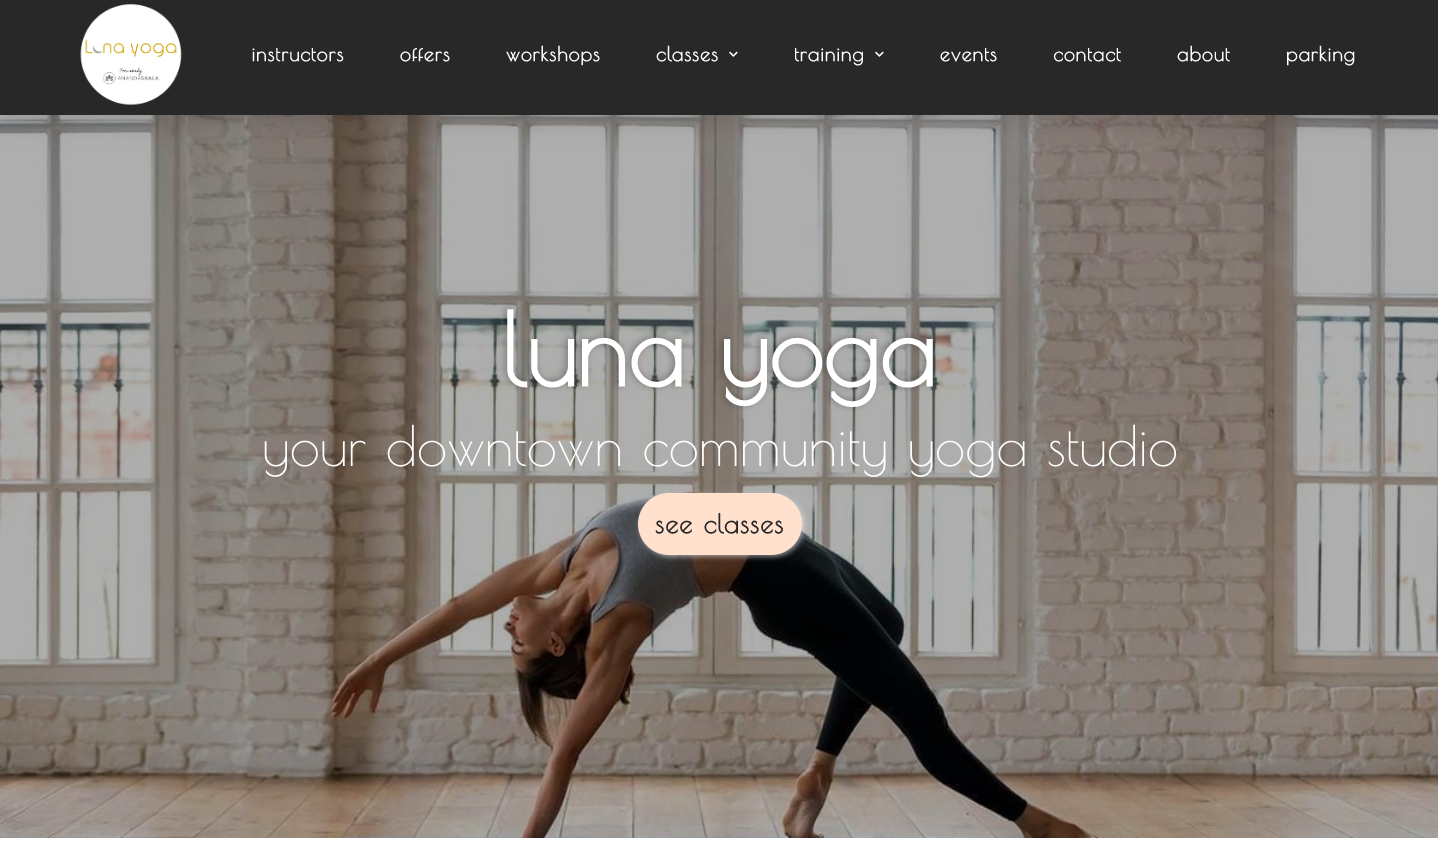 Luna yoga
ANANDASKALA
instructors
offers
workshops
classes
training
events
contact
about
parking
luna yoga
your downtown community yoga studio
see classes